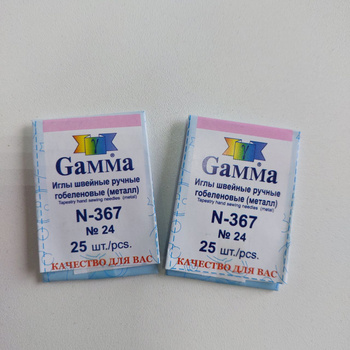 Gamma
Иглы швейные ручные
гобеленовые (металл)
Tapestry hand sewing needles (metal)
N-367
№ 24
25 шт./pcs.
КАЧЕСТВО ДЛЯ ВАС
Gamma
Иглы швейные ручные
гобеленовые (металл)
Tapestry hand sewing needles (metal)
N-367
№ 24
25 шт./pcs.
КАЧЕСТВО ДЛЯ ВАС